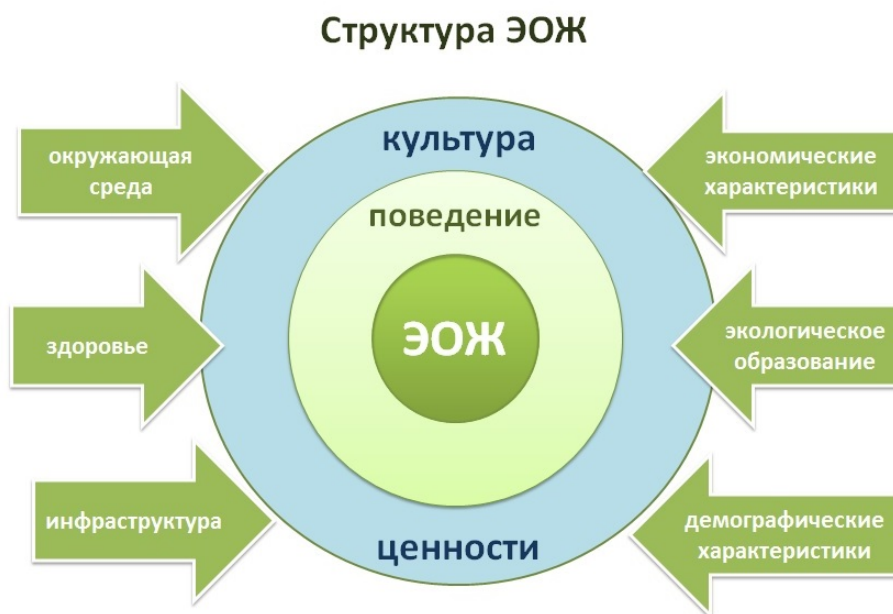 Структура ЭОЖ
окружающая
среда
культура
экономические
характеристики
поведение
здоровье
ЭОЖ
экологическое
образование
инфраструктура
ценности
демографические
характеристики